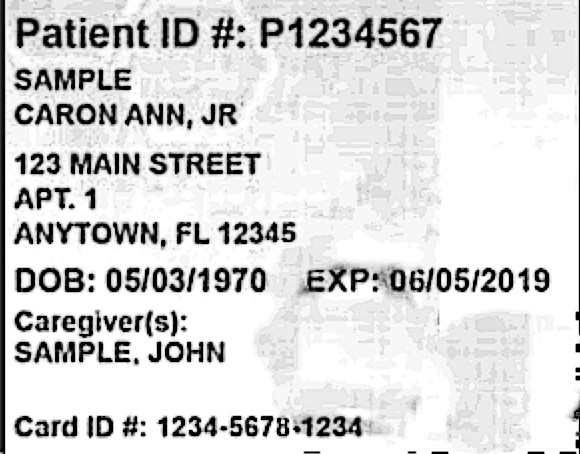 Patient ID #: P1234567
SAMPLE
CARON ANN, JR
123 MAIN STREET
APT. 1
ANYTOWN, FL 12345
DOB: 05/03/1970 EXP: 06/05/2019
Caregiver(s):
SAMPLE, JOHN
Card ID #: 1234-5678-1234